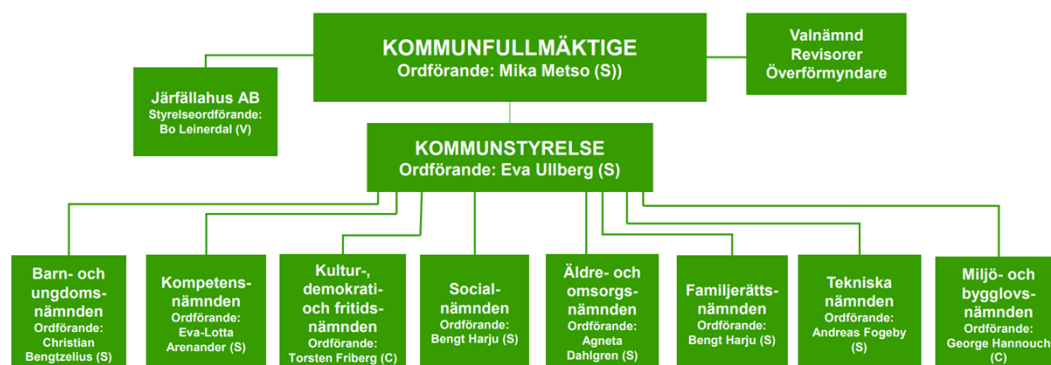 KOMMUNFULLMÄKTIGE
Ordförande: Mika Metso (S))
Valnämnd
Revisorer
Överförmyndare
Järfällahus AB
Styrelseordförande:
Bo Leinerdal (V)
KOMMUNSTYRELSE
Ordförande: Eva Ullberg (S)
Barn- och
ungdoms-
nämnden
Ordförande:
Christian
Bengtzelius (S)
Kompetens-
nämnden
Ordförande:
Eva-Lotta
Arenander (S)
Kultur-,
demokrati-
och fritids-
nämnden
Ordförande:
Torsten Friberg (C)
Social-
nämnden
Ordförande:
Bengt Harju (S)
Äldre- och
omsorgs-
nämnden
Ordförande:
Agneta
Dahlgren (S)
Familjerätts-
nämnden
Ordförande:
Bengt Harju (S)
Tekniska
nämnden
Ordförande:
Andreas Fogeby
(S)
Miljö- och
bygglovs-
nämnden
Ordförande:
George Hannouch
(C)